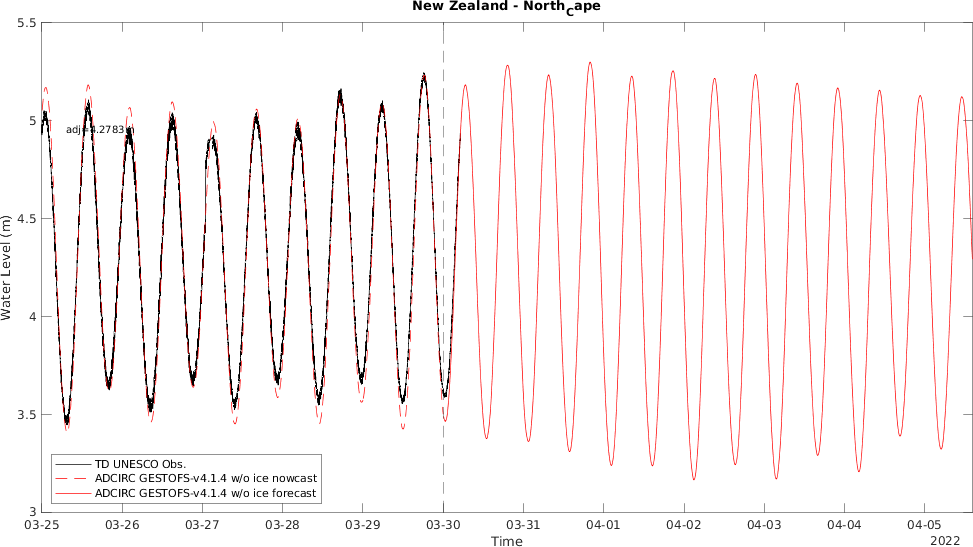 New Zealand - NorthCape
5.5
5
4.5
4
3.5
3
Water Level (m)
adj=4.2783
TD UNESCO Obs.
ADCIRC GESTOFS-v4.1.4 w/o ice nowcast
ADCIRC GESTOFS-v4.1.4 w/o ice forecast
03-25 03-26 03-27 03-28 03-29 03-30 03-31 04-01 04-02 04-03 04-04 04-05
Time
2022